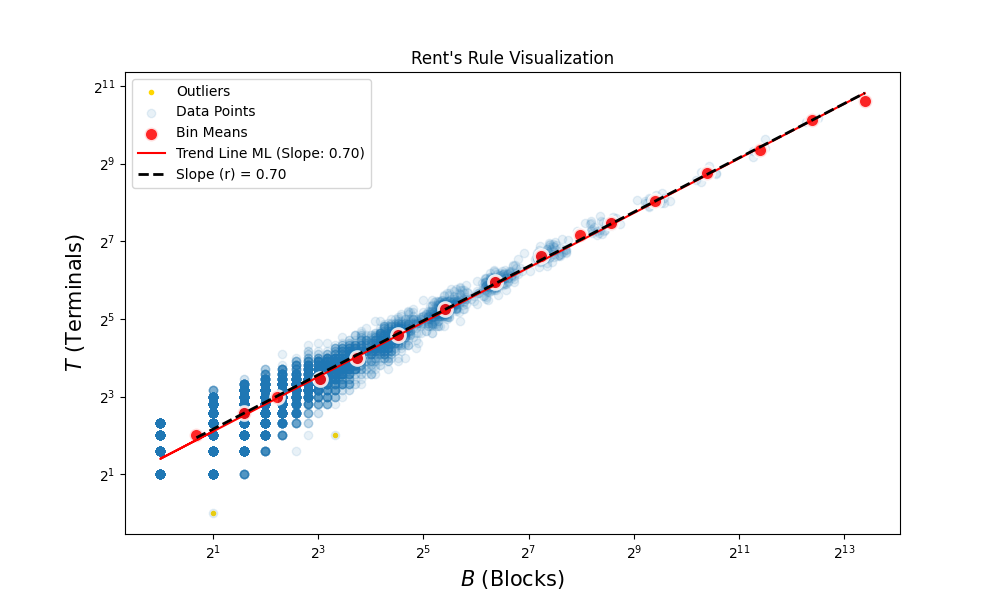 Rent's Rule Visualization
Outliers
Data Points
Bin Means
Trend Line ML (Slope: 0.70)
Slope (r) = 0.70
2^11
2^9
2^7
2^5
2^3
2^1
T (Terminals)
2^1 2^3 2^5 2^7 2^9 2^11 2^13
B (Blocks)